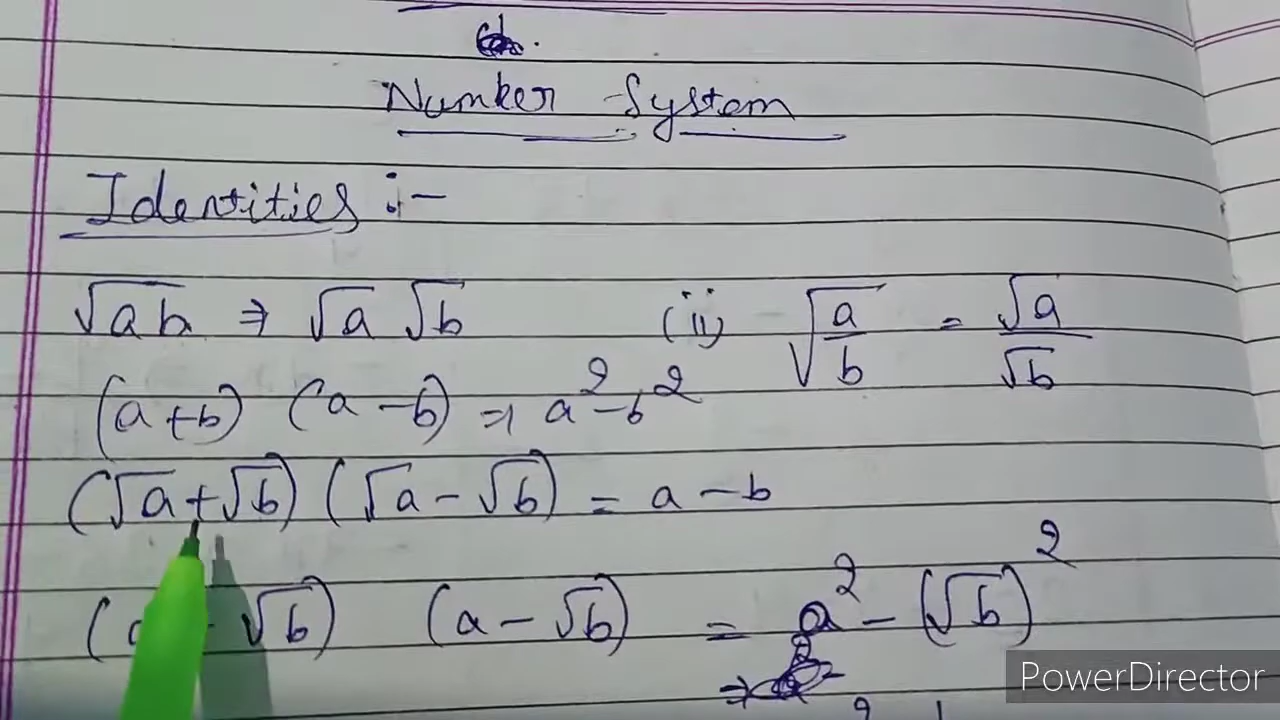 Number System
Identities :-
√ab ⇒ √a √b (ii) √a/b = √a/√b
(a+b) (a-b) ⇒ a²-b²
(√a+√b) (√a-√b) = a-b
( √b) (a-√b) = a²-(√b)²
⇒
PowerDirector